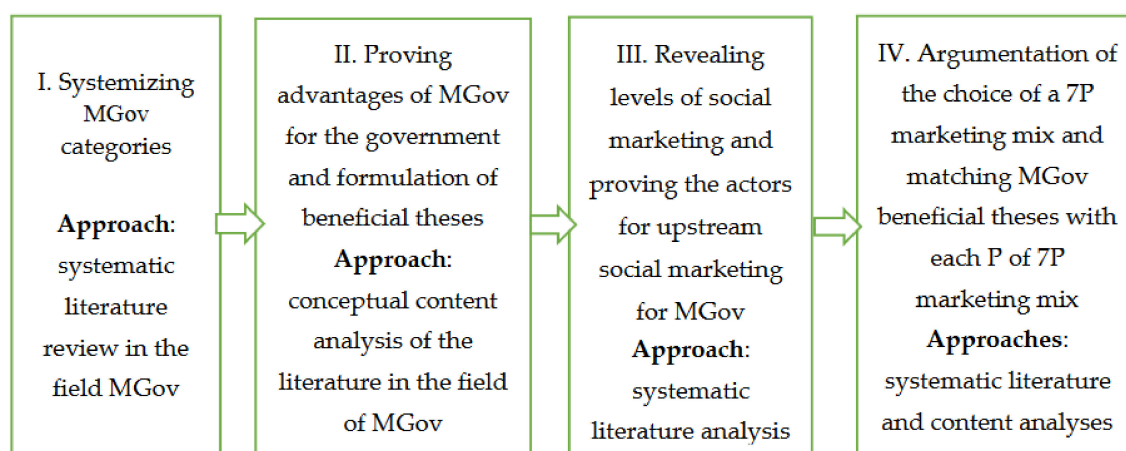 I. Systemizing
MGov
categories
Approach:
systematic
literature
review in the
field MGov
II. Proving
advantages of MGov
for the government
and formulation of
beneficial theses
Approach:
conceptual content
analysis of the
literature in the field
of MGov
III. Revealing
levels of social
marketing and
proving the actors
for upstream
social marketing
for MGov
Approach:
systematic
literature analysis
IV. Argumentation of
the choice of a 7P
marketing mix and
matching MGov
beneficial theses with
each P of 7P
marketing mix
Approaches:
systematic literature
and content analyses